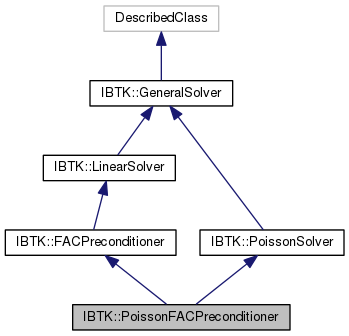 DescribedClass
IBTK::GeneralSolver
IBTK::LinearSolver
IBTK::FACPreconditioner
IBTK::PoissonSolver
IBTK::PoissonFACPreconditioner